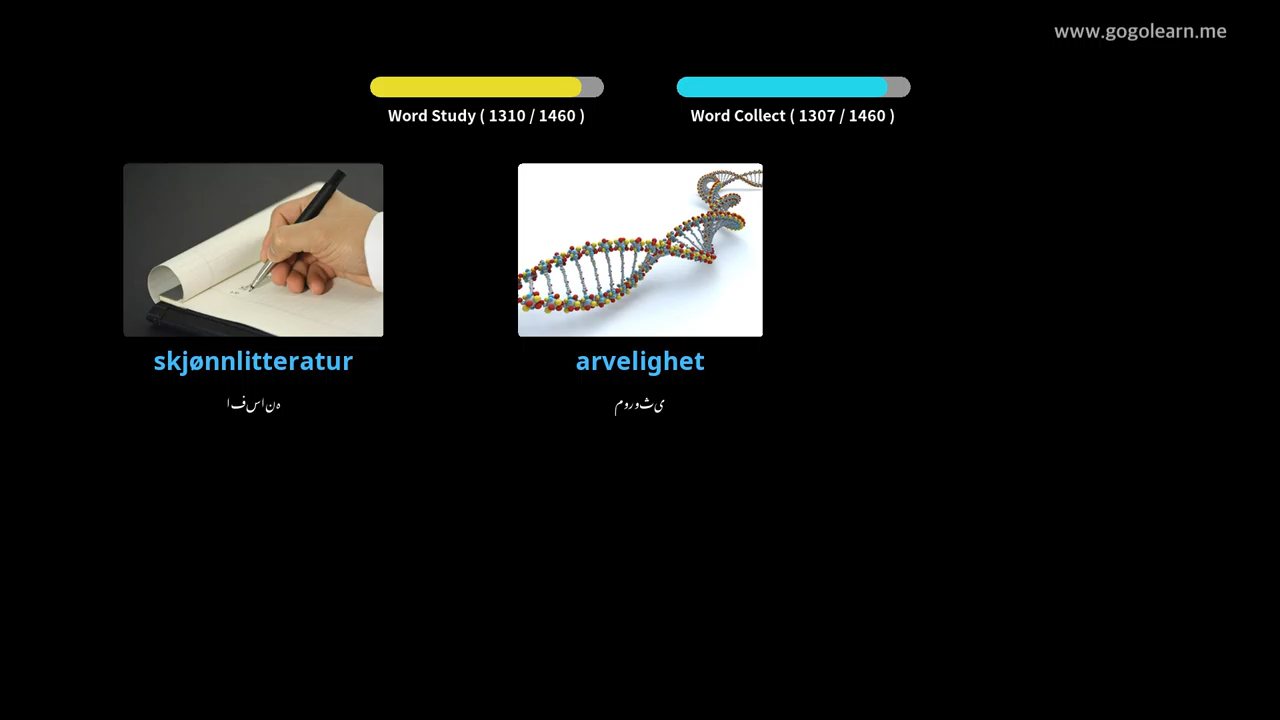 www.gogolearn.me
Word Study ( 1310 / 1460 )
Word Collect ( 1307 / 1460 )
skjønnlitteratur
افسانہ
arvelighet
موروثی